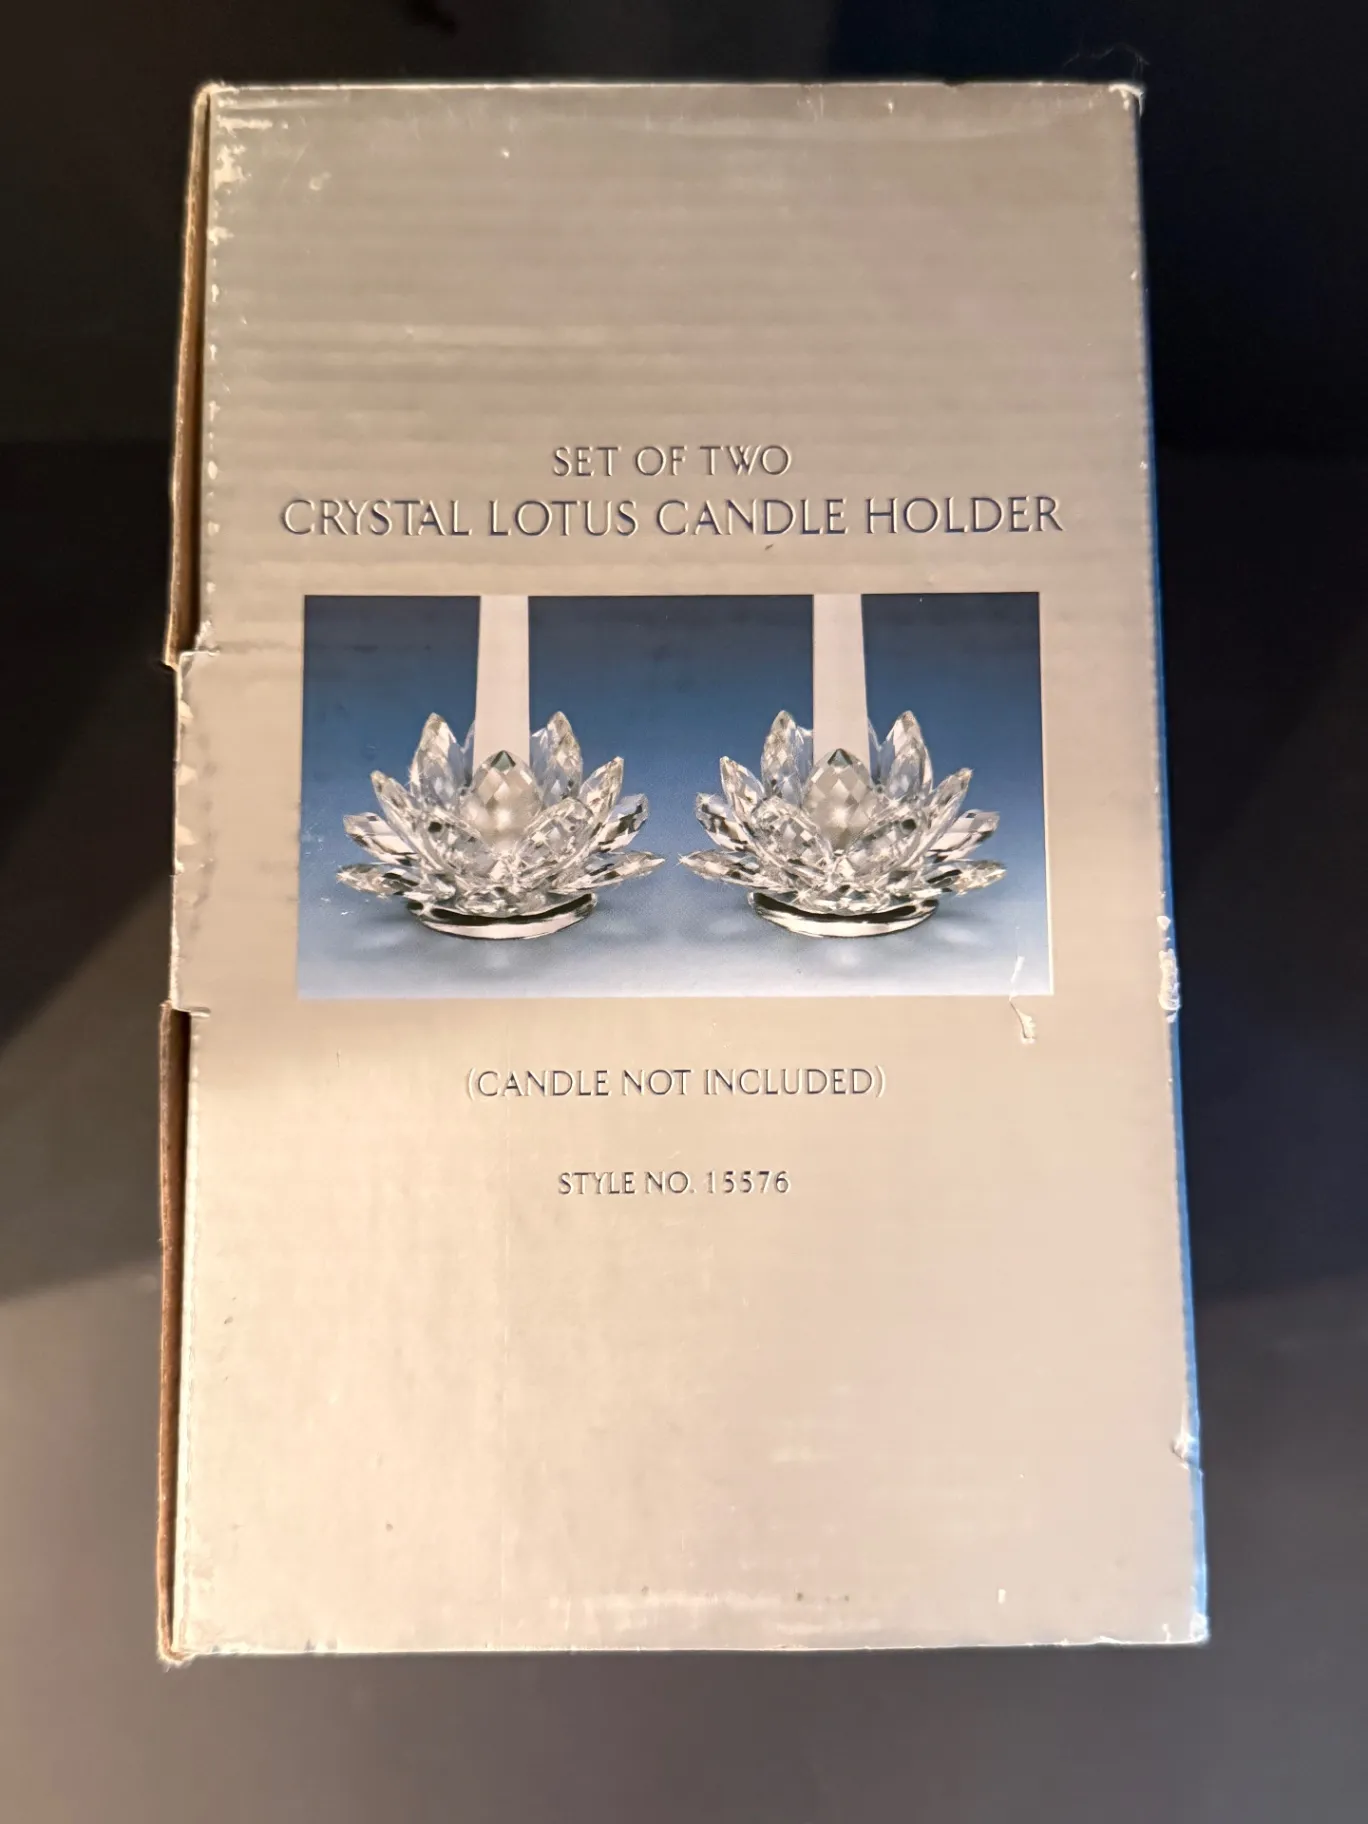 SET OF TWO
CRYSTAL LOTUS CANDLE HOLDER
(CANDLE NOT INCLUDED)
STYLE NO. 15576